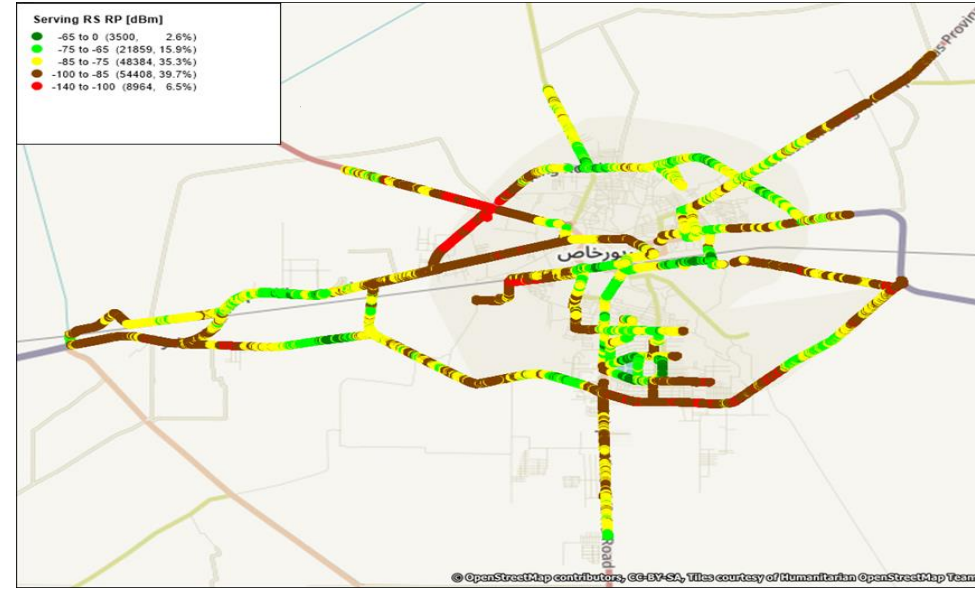 Serving RS RP [dBm]
-65 to 0 (3500, 2.6%)
-75 to -65 (21859, 15.9%)
-85 to -75 (48384, 35.3%)
-100 to -85 (54408, 39.7%)
-140 to -100 (8964, 6.5%)
Road
© OpenStreetMap contributors, CC-BY-SA, Tiles courtesy of Humanitarian OpenStreetMap Team